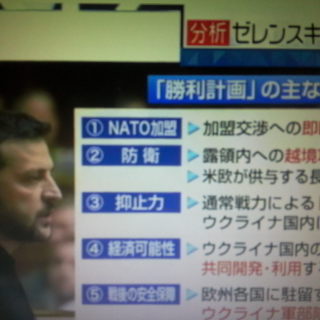 分析 ゼレンスキ
「勝利計画」の主な
① NATO加盟 ▷加盟交渉への即
② 防衛 ▷露領内への越境
▷米欧が供与する長
③ 抑止力 ▷通常戦力による
ウクライナ国内に
④ 経済可能性 ▷ウクライナ国内の
共同開発・利用す
⑤ 戦後の安全保障 ▷欧州各国に駐留す
ウクライナ軍部隊